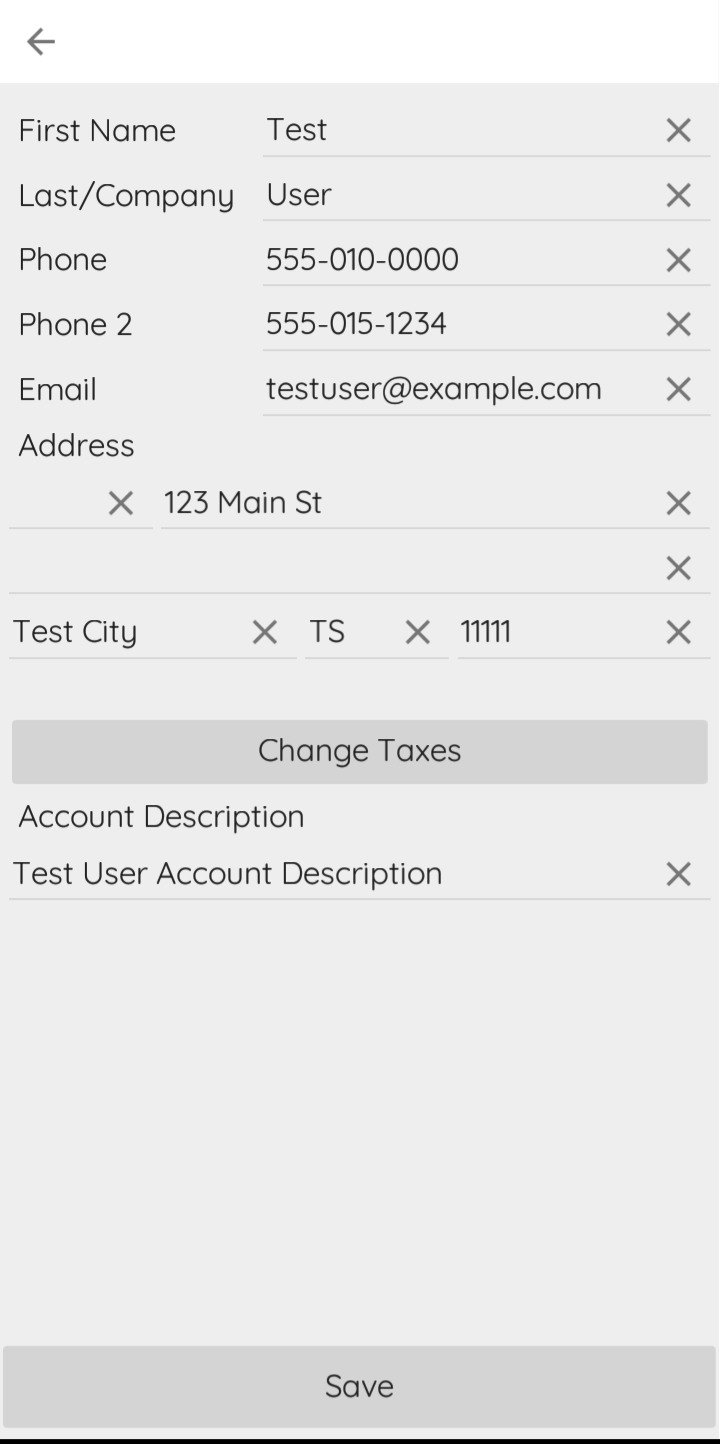 First Name Test
Last/Company User
Phone 555-010-0000
Phone 2 555-015-1234
Email testuser@example.com
Address
123 Main St
Test City TS 11111
Change Taxes
Account Description
Test User Account Description
Save